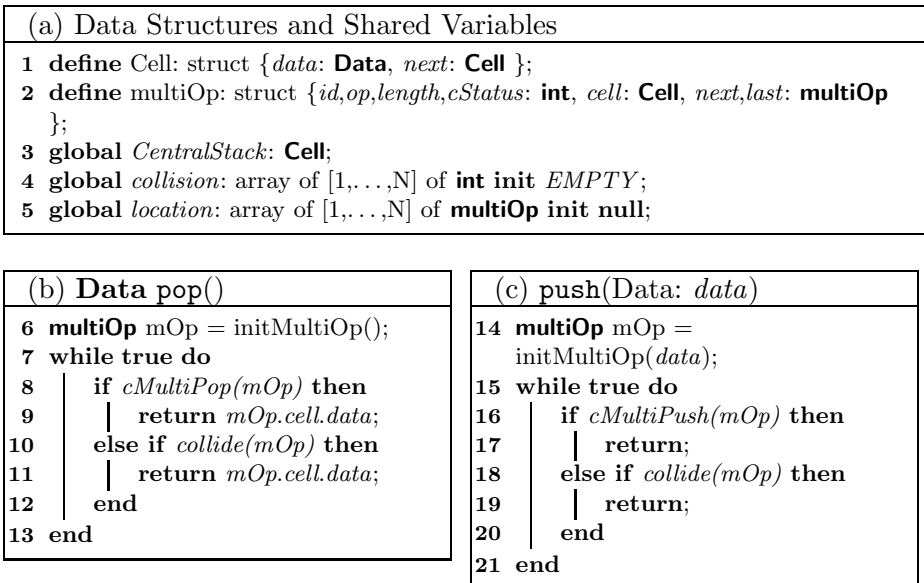 (a) Data Structures and Shared Variables
1 define Cell: struct {data: Data, next: Cell };
2 define multiOp: struct {id,op,length,cStatus: int, cell: Cell, next,last: multiOp
};
3 global CentralStack: Cell;
4 global collision: array of [1,...,N] of int init EMPTY;
5 global location: array of [1,...,N] of multiOp init null;
(b) Data pop()
6 multiOp mOp = initMultiOp();
7 while true do
8 if cMultiPop(mOp) then
9 return mOp.cell.data;
10 else if collide(mOp) then
11 return mOp.cell.data;
12 end
13 end
(c) push(Data: data)
14 multiOp mOp =
initMultiOp(data);
15 while true do
16 if cMultiPush(mOp) then
17 return;
18 else if collide(mOp) then
19 return;
20 end
21 end